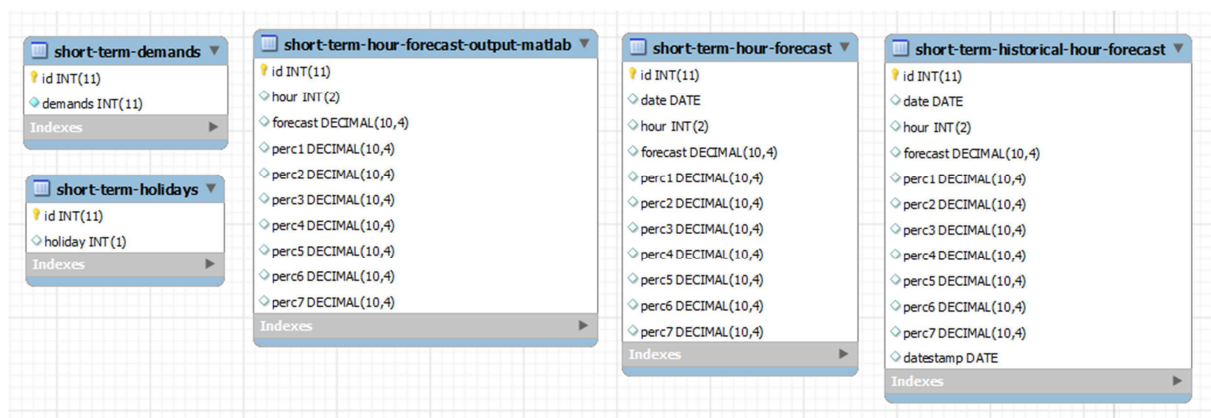 short-term-demands
id INT(11)
demands INT(11)
Indexes
short-term-holidays
id INT(11)
holiday INT(1)
Indexes
short-term-hour-forecast-output-matlab
id INT(11)
hour INT(2)
forecast DECIMAL(10,4)
perc1 DECIMAL(10,4)
perc2 DECIMAL(10,4)
perc3 DECIMAL(10,4)
perc4 DECIMAL(10,4)
perc5 DECIMAL(10,4)
perc6 DECIMAL(10,4)
perc7 DECIMAL(10,4)
Indexes
short-term-hour-forecast
id INT(11)
date DATE
hour INT(2)
forecast DECIMAL(10,4)
perc1 DECIMAL(10,4)
perc2 DECIMAL(10,4)
perc3 DECIMAL(10,4)
perc4 DECIMAL(10,4)
perc5 DECIMAL(10,4)
perc6 DECIMAL(10,4)
perc7 DECIMAL(10,4)
Indexes
short-term-historical-hour-forecast
id INT(11)
date DATE
hour INT(2)
forecast DECIMAL(10,4)
perc1 DECIMAL(10,4)
perc2 DECIMAL(10,4)
perc3 DECIMAL(10,4)
perc4 DECIMAL(10,4)
perc5 DECIMAL(10,4)
perc6 DECIMAL(10,4)
perc7 DECIMAL(10,4)
datestamp DATE
Indexes